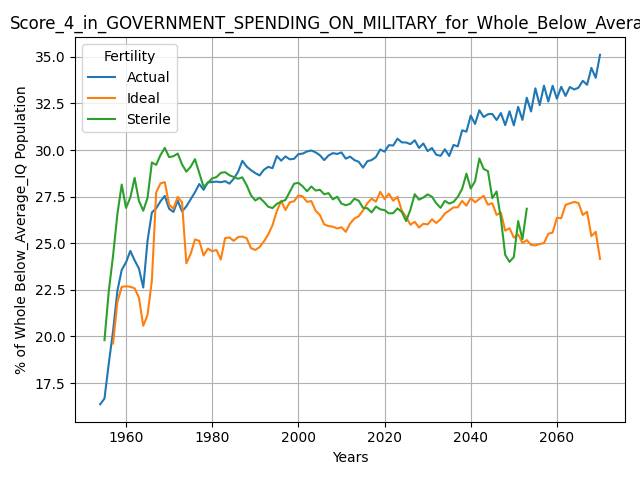 Score_4_in_GOVERNMENT_SPENDING_ON_MILITARY_for_Whole_Below_Avera
Fertility
Actual
Ideal
Sterile
% of Whole Below_Average_IQ Population
35.0
32.5
30.0
27.5
25.0
22.5
20.0
17.5
1960
1980
2000
2020
2040
2060
Years